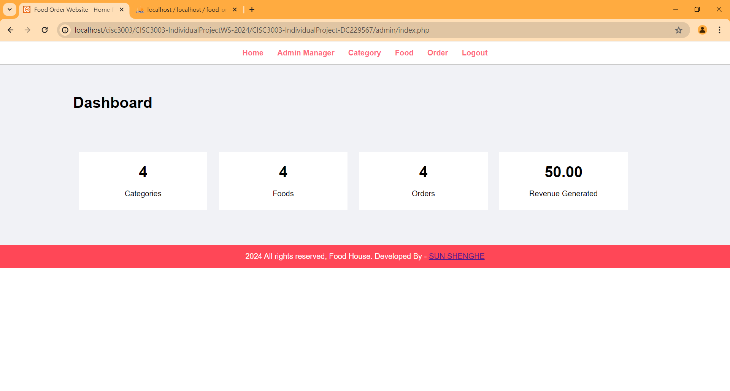 Food Order Website - Home
localhost / localhost / food
localhost/cisc3003/CISC3003-IndividualProjectWS-2024/CISC3003-IndividualProject-DC229567/admin/index.php
Home Admin Manager Category Food Order Logout
Dashboard
4 4 4 50.00
Categories Foods Orders Revenue Generated
2024 All rights reserved, Food House. Developed By - SUN SHENGHE